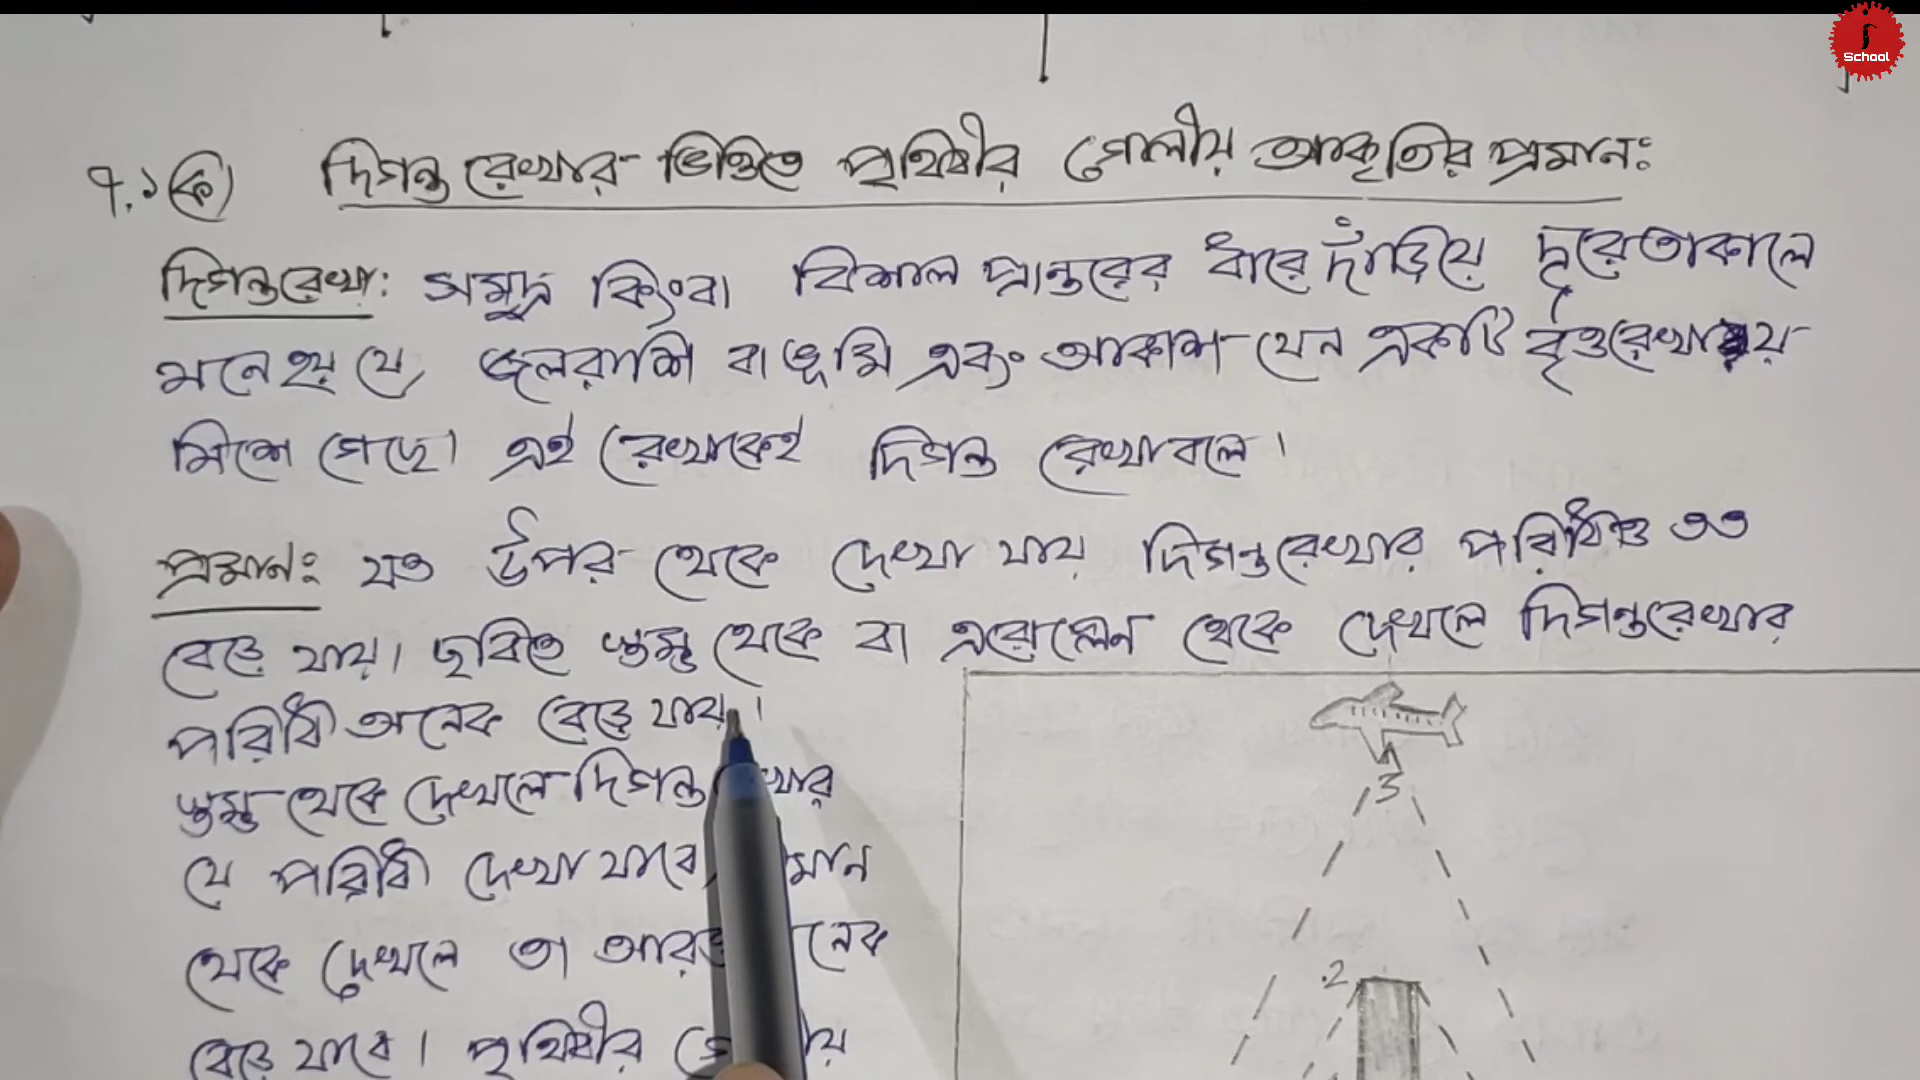 School
৭.১(ক) দিগন্ত রেখার ভিত্তিতে পৃথিবীর গোলীয় আকৃতির প্রমানঃ
দিগন্তরেখা: সমুদ্র কিংবা বিশাল প্রান্তরের ধারে দাঁড়িয়ে দূরে তাকালে
মনে হয় যে, জলরাশি বা ভূমি এবং আকাশ যেন একটি বৃত্তরেখায়
মিশে গেছে। এই রেখাকেই দিগন্ত রেখা বলে।
প্রমানঃ যত উপর থেকে দেখা যায় দিগন্তরেখার পরিধিও তত
বেড়ে যায়। ছবিতে স্তম্ভ থেকে বা এরোপ্লেন থেকে দেখলে দিগন্তরেখার
পরিধী অনেক বেড়ে যায়।
স্তম্ভ থেকে দেখলে দিগন্ত খার
যে পরিধী দেখা যাবে, মান
থেকে দেখলে তা আরও নেক
বেড়ে যাবে। পৃথিবীর গো য়
3
2